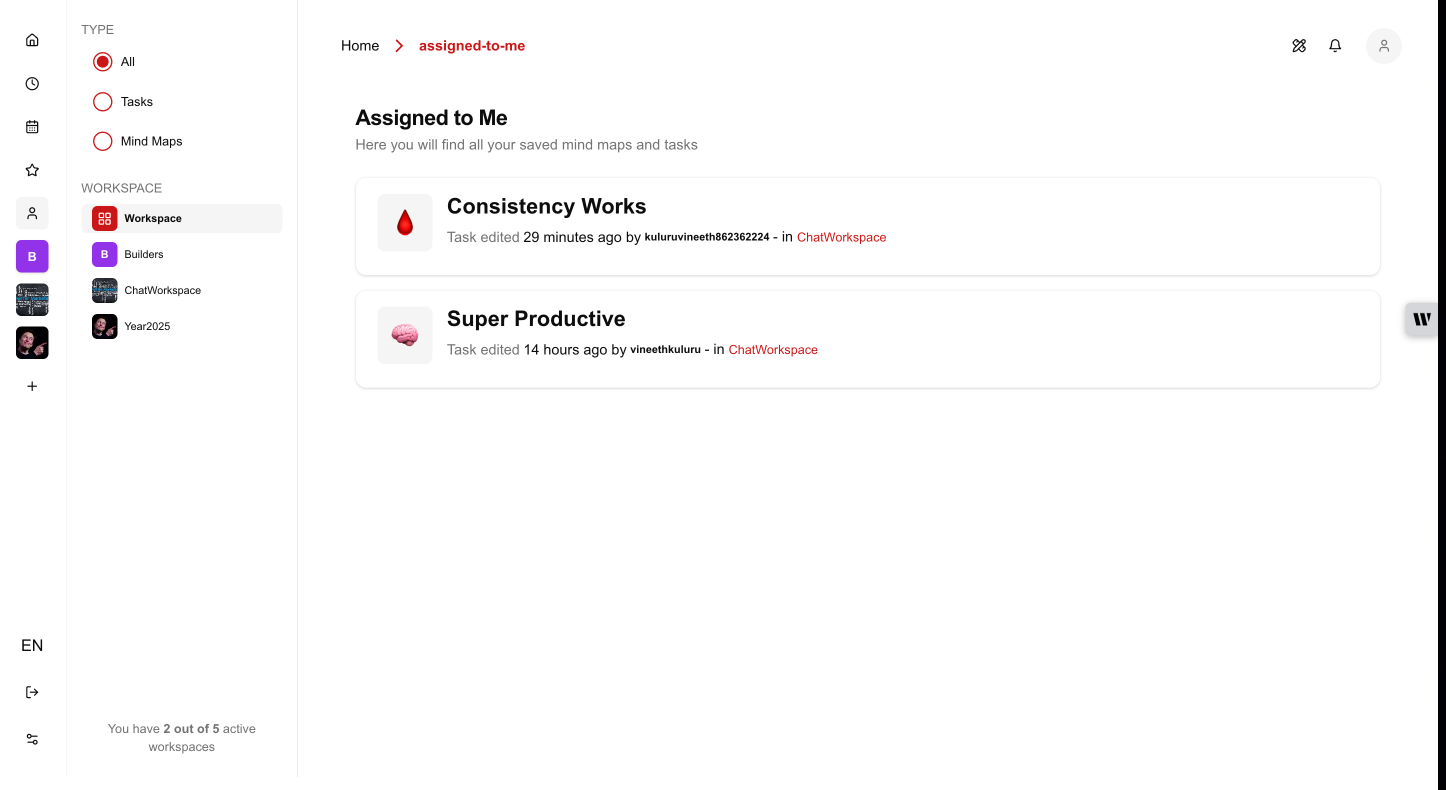 TYPE
All
Tasks
Mind Maps
WORKSPACE
Workspace
B Builders
ChatWorkspace
Year2025
B
EN
You have 2 out of 5 active
workspaces
Home assigned-to-me
Assigned to Me
Here you will find all your saved mind maps and tasks
Consistency Works
Task edited 29 minutes ago by kuluruvineeth862362224 - in ChatWorkspace
Super Productive
Task edited 14 hours ago by vineethkuluru - in ChatWorkspace
W